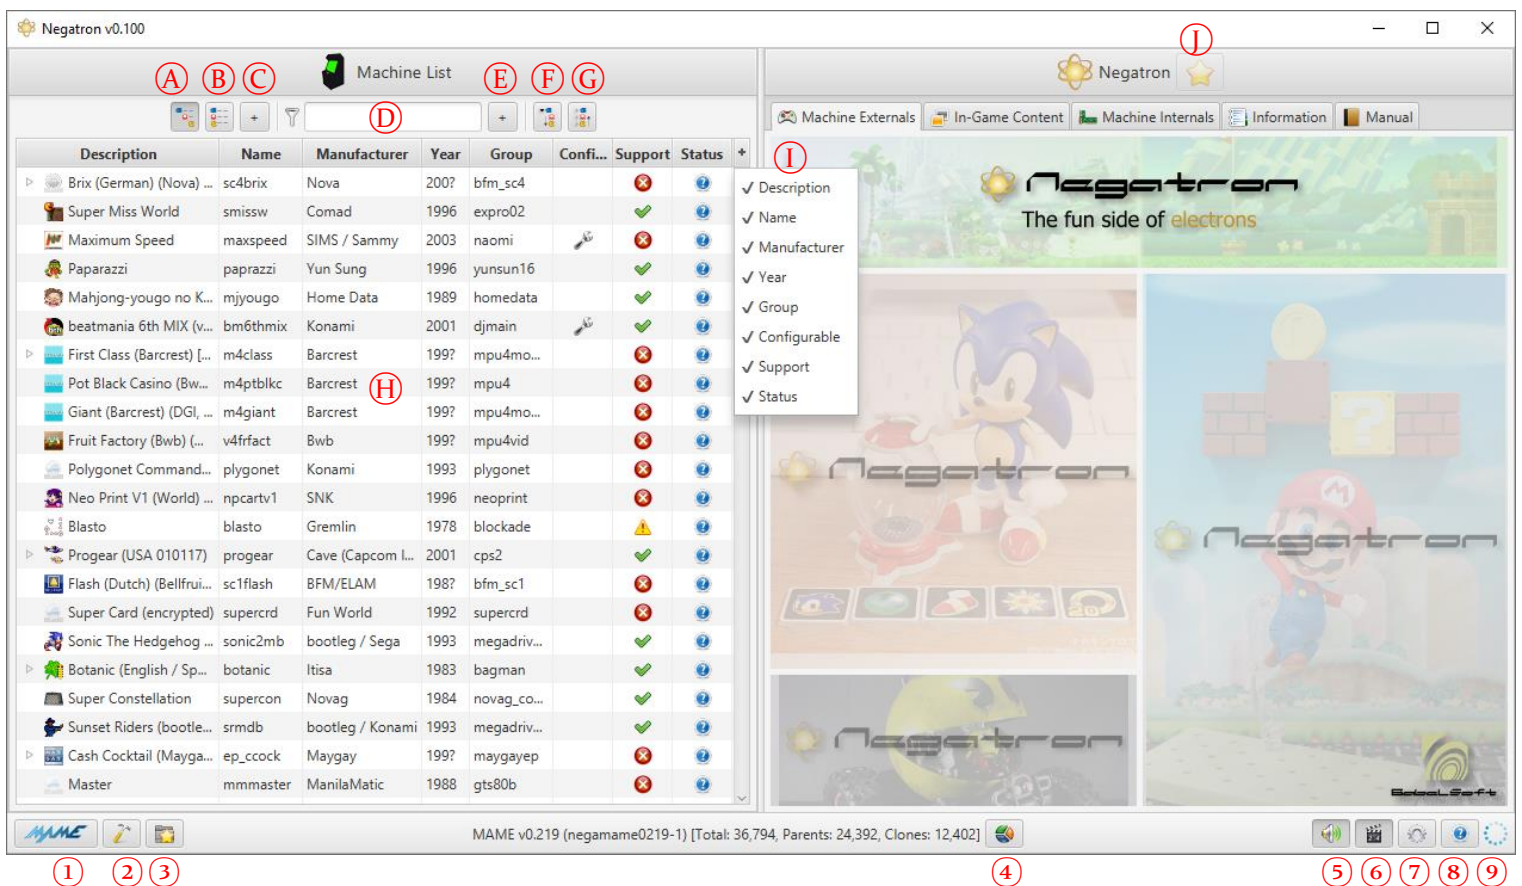 Negatron v0.100
J
Machine List
Negatron
A B C E F G
+ D +
Machine Externals In-Game Content Machine Internals Information Manual
Description Name Manufacturer Year Group Confi... Support Status +
I
Negatron
The fun side of electrons
Brix (German) (Nova) ... sc4brix Nova 200? bfm_sc4
Super Miss World smissw Comad 1996 expro02
Maximum Speed maxspeed SIMS / Sammy 2003 naomi
Paparazzi paprazzi Yun Sung 1996 yunsun16
Mahjong-yougo no K... mjyougo Home Data 1989 homedata
beatmania 6th MIX (v... bm6thmix Konami 2001 djmain
First Class (Barcrest) [... m4class Barcrest 199? mpu4mo...
Pot Black Casino (Bw... m4ptblkc Barcrest 199? mpu4
H
Giant (Barcrest) (DGI, ... m4giant Barcrest 199? mpu4mo...
Fruit Factory (Bwb) (... v4frfact Bwb 199? mpu4vid
Polygonet Command... plygonet Konami 1993 plygonet
Neo Print V1 (World) ... npcartv1 SNK 1996 neoprint
Blasto blasto Gremlin 1978 blockade
Progear (USA 010117) progear Cave (Capcom l... 2001 cps2
Flash (Dutch) (Bellfrui... sc1flash BFM/ELAM 198? bfm_sc1
Super Card (encrypted) supercrd Fun World 1992 supercrd
Sonic The Hedgehog ... sonic2mb bootleg / Sega 1993 megadriv...
Botanic (English / Sp... botanic Itisa 1983 bagman
Super Constellation supercon Novag 1984 novag_co...
Sunset Riders (bootle... srmdb bootleg / Konami 1993 megadriv...
Cash Cocktail (Mayga... ep_ccock Maygay 199? maygayep
Master mmmaster ManilaMatic 1988 gts80b
✓ Description
✓ Name
✓ Manufacturer
✓ Year
✓ Group
✓ Configurable
✓ Support
✓ Status
Negatron
Negatron
Negatron
BabalSoft
MAME MAME v0.219 (negamame0219-1) [Total: 36,794, Parents: 24,392, Clones: 12,402]
1 2 3 4 5 6 7 8 9